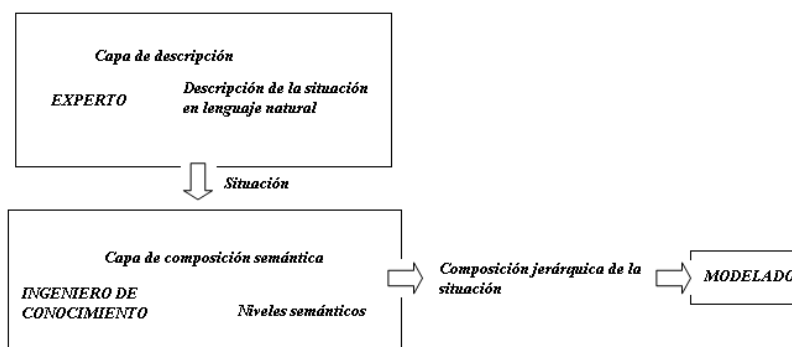 Capa de descripción
EXPERTO
Descripción de la situación
en lenguaje natural
Situación
Capa de composición semántica
INGENIERO DE
CONOCIMIENTO
Niveles semánticos
Composición jerárquica de la
situación
MODELADO